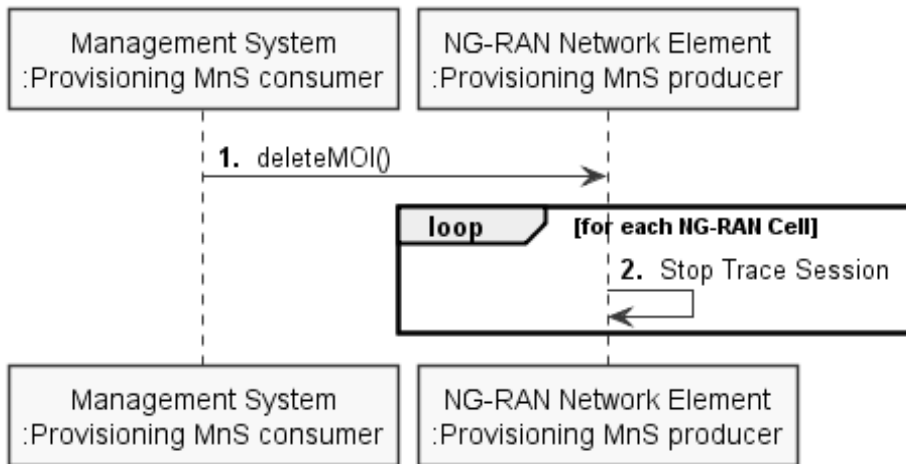 Management System
:Provisioning MnS consumer
NG-RAN Network Element
:Provisioning MnS producer
1. deleteMOI()
loop [for each NG-RAN Cell]
2. Stop Trace Session
Management System
:Provisioning MnS consumer
NG-RAN Network Element
:Provisioning MnS producer